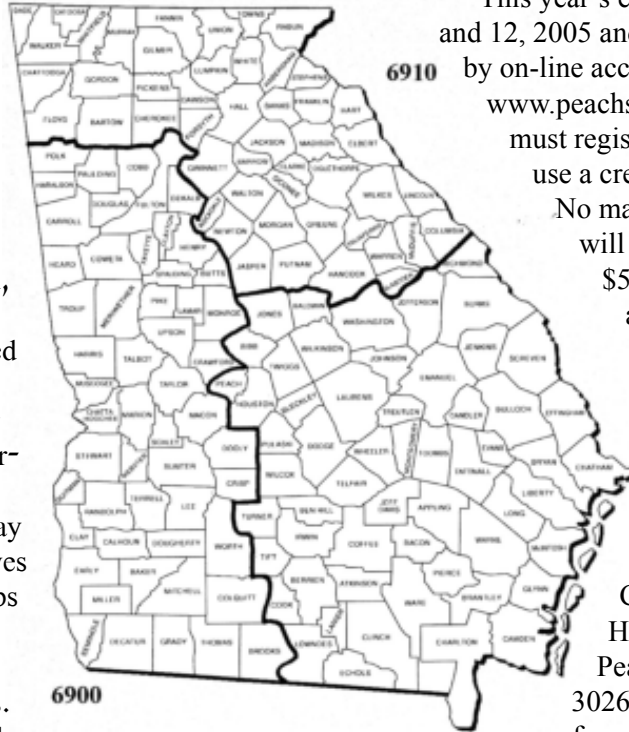 This year's c
and 12, 2005 and
by on-line acc
www.peachs
must regis
use a cre
No ma
will
$5
a
,
ed
r-
ay
ves
ps
..
C
H
Pea
3026
6910
6900
DADE
CATOOSA
WHITFIELD
MURRAY
FANNIN
UNION
TOWNS
RABUN
WALKER
GILMER
WHITE
LUMPKIN
HABERSHAM
STEPHENS
CHATTOOGA
GORDON
PICKENS
DAWSON
HALL
BANKS
FRANKLIN
HART
FLOYD
BARTOW
CHEROKEE
FORSYTH
JACKSON
MADISON
ELBERT
POLK
PAULDING
COBB
GWINNETT
BARROW
CLARKE
OGLETHORPE
HARALSON
DOUGLAS
FULTON
DEKALB
WALTON
OCONEE
WILKES
LINCOLN
CARROLL
CLAYTON
ROCKDALE
NEWTON
MORGAN
GREENE
TALIAFERRO
McDUFFIE
COLUMBIA
HEARD
COWETA
FAYETTE
HENRY
WARREN
SPALDING
BUTTS
JASPER
PUTNAM
HANCOCK
RICHMOND
TROUP
MERIWETHER
PIKE
LAMAR
MONROE
JONES
BALDWIN
JEFFERSON
BURKE
UPSON
WASHINGTON
HARRIS
TALBOT
CRAWFORD
BIBB
WILKINSON
JENKINS
SCREVEN
MUSCOGEE
TAYLOR
PEACH
TWIGGS
JOHNSON
EMANUEL
CHATTA-
HOOCHEE
MARION
MACON
HOUSTON
BLECKLEY
LAURENS
TREUTLEN
CANDLER
BULLOCH
EFFINGHAM
STEWART
SCHLEY
DOOLY
PULASKI
DODGE
WHEELER
MONTGOMERY
TOOMBS
EVANS
BRYAN
CHATHAM
WEBSTER
SUMTER
CRISP
WILCOX
TELFAIR
TATTNALL
LIBERTY
QUITMAN
RANDOLPH
TERRELL
LEE
TURNER
BEN HILL
JEFF
DAVIS
APPLING
LONG
CLAY
CALHOUN
DOUGHERTY
WORTH
IRWIN
COFFEE
BACON
WAYNE
McINTOSH
EARLY
BAKER
TIFT
PIERCE
MILLER
MITCHELL
COLQUITT
BERRIEN
ATKINSON
WARE
BRANTLEY
GLYNN
COOK
LANIER
SEMINOLE
DECATUR
GRADY
THOMAS
BROOKS
LOWNDES
CLINCH
CHARLTON
CAMDEN
ECHOLS